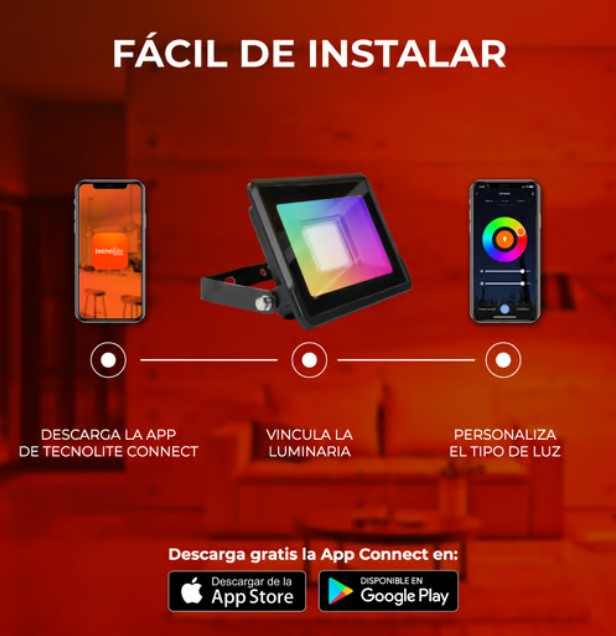 FÁCIL DE INSTALAR
tecnolite
DESCARGA LA APP
DE TECNOLITE CONNECT
VINCULA LA
LUMINARIA
PERSONALIZA
EL TIPO DE LUZ
Descarga gratis la App Connect en:
Descargar de la
App Store
DISPONIBLE EN
Google Play